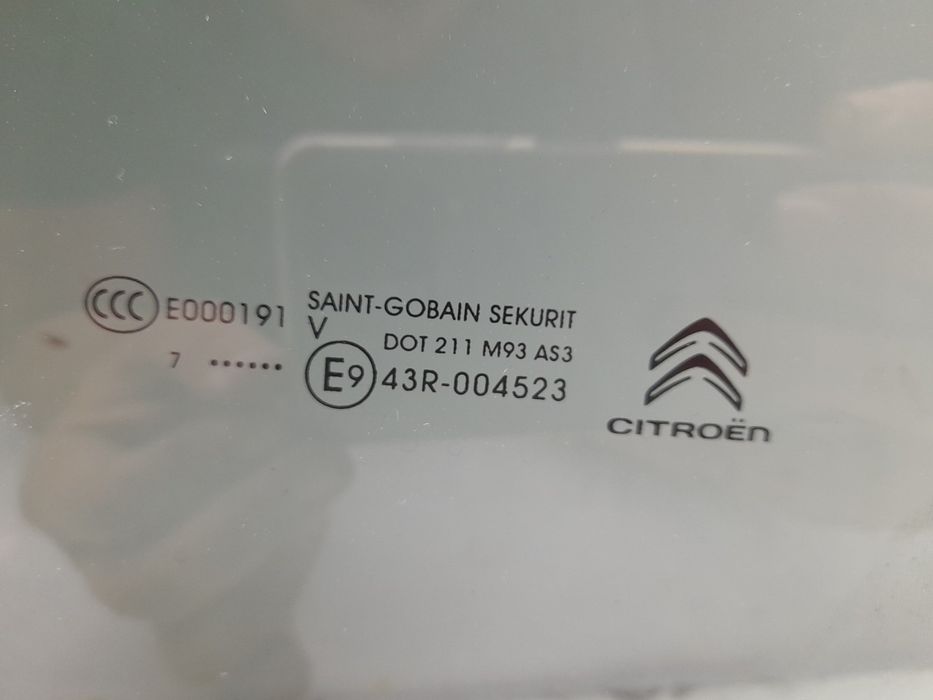 CCC E000191
7 ••••••
SAINT-GOBAIN SEKURIT
V
DOT 211 M93 AS3
E9 43R-004523
CITROËN